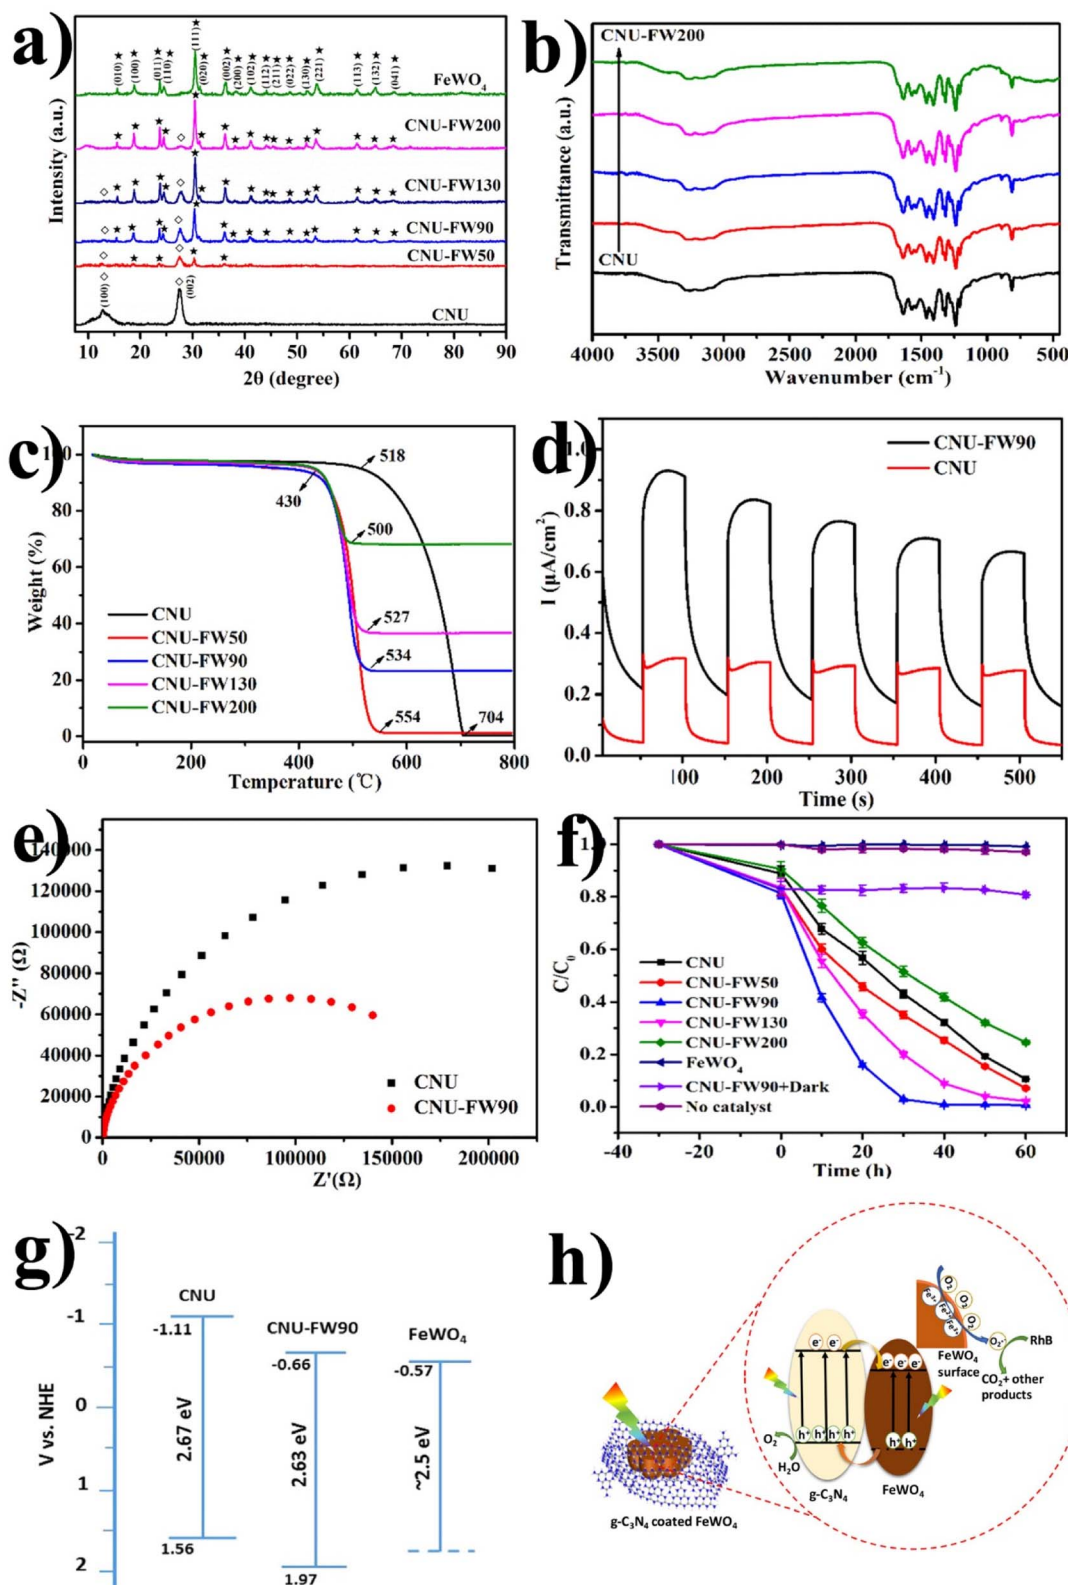 a)
(010)
(100)
(011)
(110)
(111)
(020)
(002)
(200)
(102)
(112)
(211)
(022)
(130)
(221)
(113)
(132)
(041)
FeWO4
CNU-FW200
CNU-FW130
CNU-FW90
CNU-FW50
(100)
(002)
CNU
Intensity (a.u.)
10 20 30 40 50 60 70 80 90
2θ (degree)
b)
CNU-FW200
CNU
Transmittance (a.u.)
4000 3500 3000 2500 2000 1500 1000 500
Wavenumber (cm-1)
c)
100
80
60
40
20
0
Weight (%)
518
430
500
527
534
554
704
CNU
CNU-FW50
CNU-FW90
CNU-FW130
CNU-FW200
0 200 400 600 800
Temperature (℃)
d)
1.0
0.8
0.6
0.4
0.2
0.0
I (μA/cm2)
CNU-FW90
CNU
100 200 300 400 500
Time (s)
e)
140000
120000
100000
80000
60000
40000
20000
0
-Z'' (Ω)
CNU
CNU-FW90
0 50000 100000 150000 200000
Z'(Ω)
f)
1.0
0.8
0.6
0.4
0.2
0.0
C/C0
CNU
CNU-FW50
CNU-FW90
CNU-FW130
CNU-FW200
FeWO4
CNU-FW90+Dark
No catalyst
-40 -20 0 20 40 60
Time (h)
g)
-2
-1
0
1
2
V vs. NHE
CNU
-1.11
2.67 eV
1.56
CNU-FW90
-0.66
2.63 eV
1.97
FeWO4
-0.57
~2.5 eV
h)
g-C3N4 coated FeWO4
e- e-
h+ h+ h+ h+
O2
H2O
g-C3N4
e- e- e-
h+ h+
FeWO4
O2
O2
O2
O2
Fe3+
Fe2+
Fe3+
FeWO4
surface
O2·-
RhB
CO2+ other
products